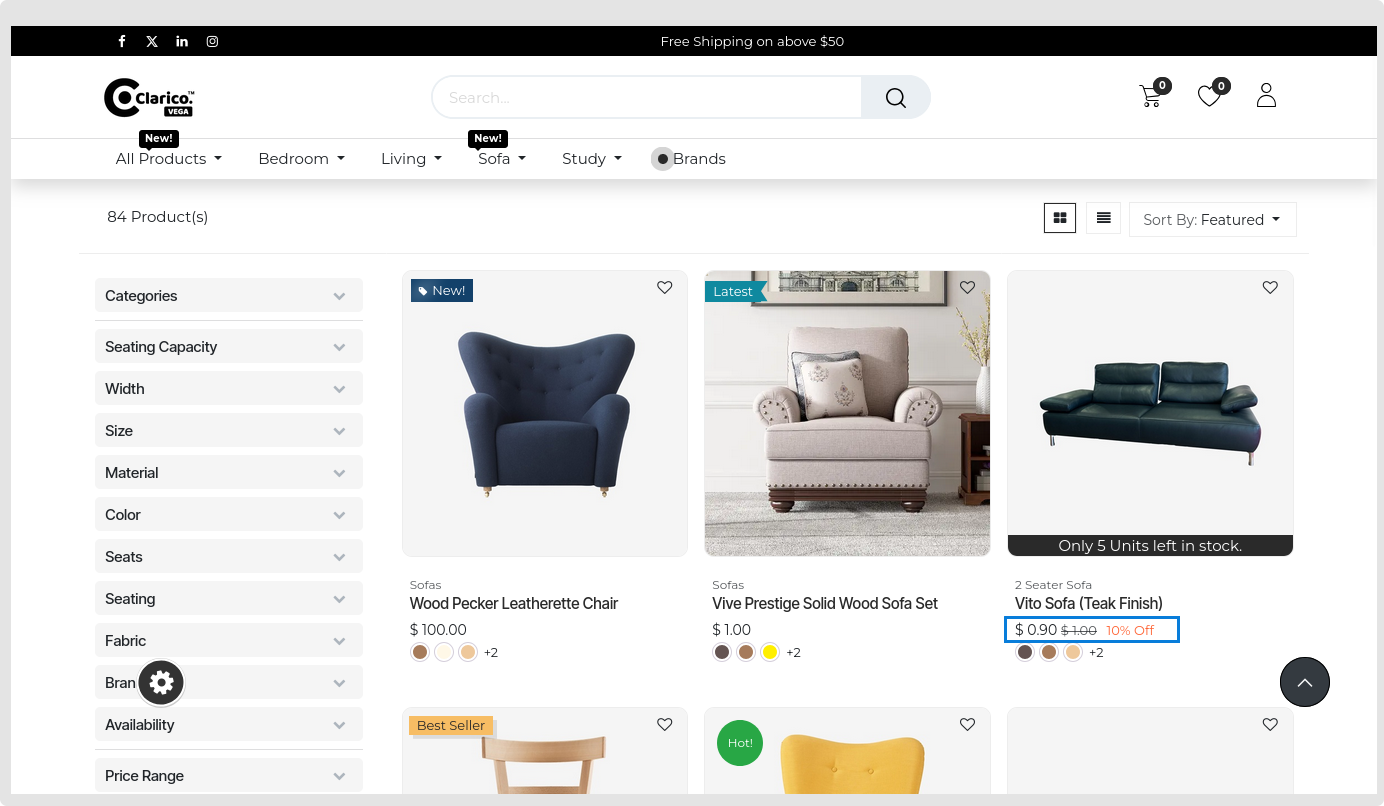 Free Shipping on above $50
Clarico.™
VEGA
Search...
0
0
New!
New!
All Products
Bedroom
Living
Sofa
Study
Brands
84 Product(s)
Sort By: Featured
Categories
Seating Capacity
Width
Size
Material
Color
Seats
Seating
Fabric
Bran
Availability
Price Range
New!
Latest
Only 5 Units left in stock.
Sofas
Wood Pecker Leatherette Chair
$ 100.00
+2
Sofas
Vive Prestige Solid Wood Sofa Set
$ 1.00
+2
2 Seater Sofa
Vito Sofa (Teak Finish)
$ 0.90 $ 1.00 10% Off
+2
Best Seller
Hot!